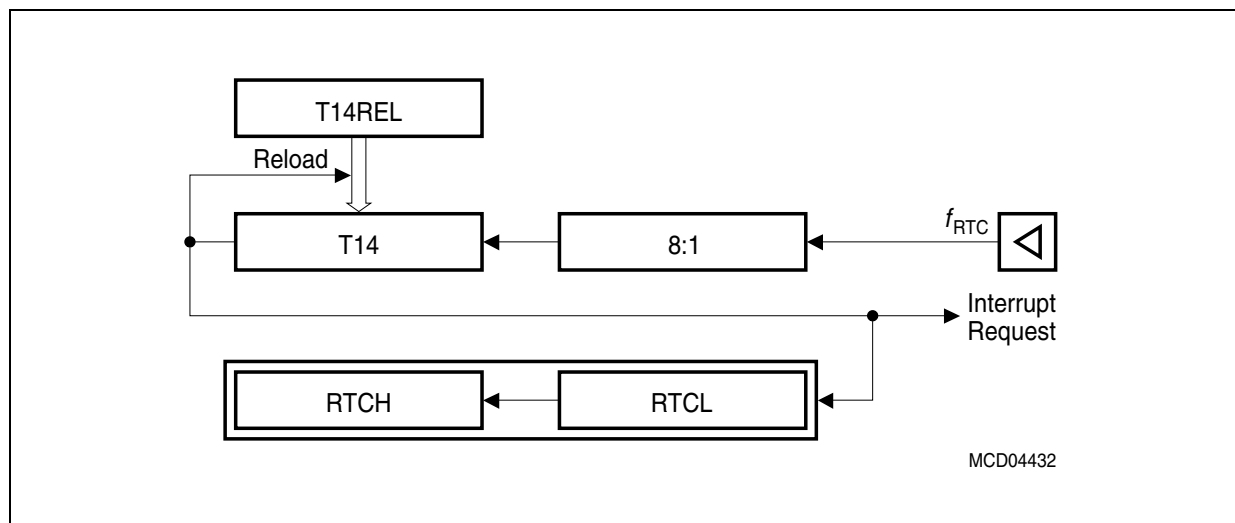 T14REL
Reload
T14
8:1
fRTC
Interrupt
Request
RTCH
RTCL
MCD04432